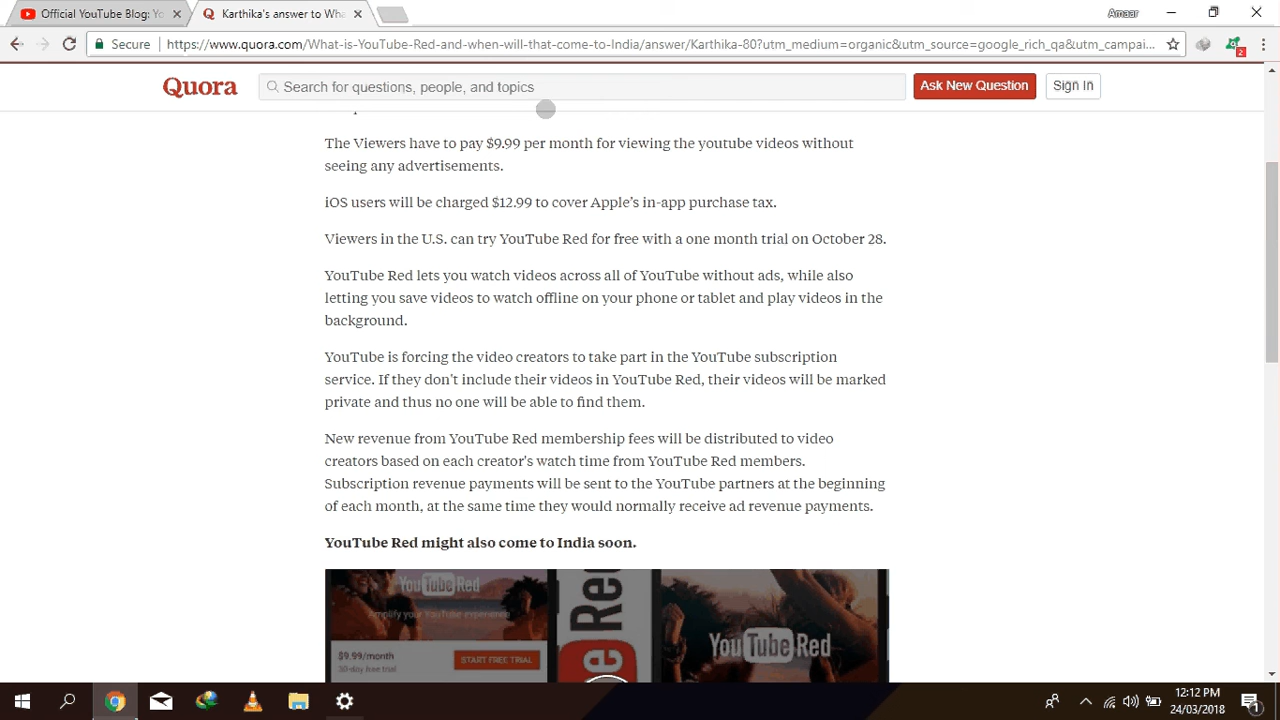 Official YouTube Blog: Yo
Karthika's answer to Wha
Amaar
Secure
https://www.quora.com/What-is-YouTube-Red-and-when-will-that-come-to-India/answer/Karthika-80?utm_medium=organic&utm_source=google_rich_qa&utm_campai...
2
Quora
Search for questions, people, and topics
Ask New Question
Sign In
The Viewers have to pay $9.99 per month for viewing the youtube videos without
seeing any advertisements.
iOS users will be charged $12.99 to cover Apple’s in-app purchase tax.
Viewers in the U.S. can try YouTube Red for free with a one month trial on October 28.
YouTube Red lets you watch videos across all of YouTube without ads, while also
letting you save videos to watch offline on your phone or tablet and play videos in the
background.
YouTube is forcing the video creators to take part in the YouTube subscription
service. If they don't include their videos in YouTube Red, their videos will be marked
private and thus no one will be able to find them.
New revenue from YouTube Red membership fees will be distributed to video
creators based on each creator's watch time from YouTube Red members.
Subscription revenue payments will be sent to the YouTube partners at the beginning
of each month, at the same time they would normally receive ad revenue payments.
YouTube Red might also come to India soon.
YouTube Red
Amplify your YouTube experience
$9.99/month
30-day free trial
START FREE TRIAL
Red
YouTube Red
12:12 PM
24/03/2018
1